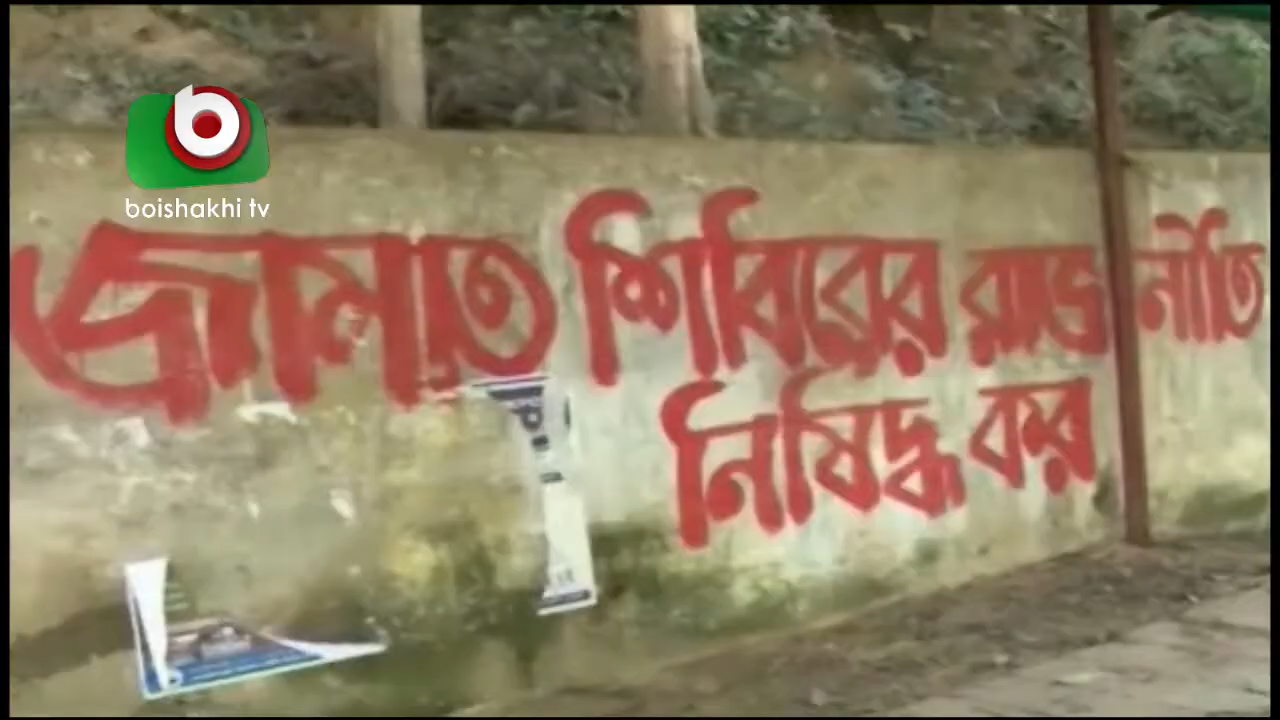 boishakhi tv
জামাত শিবিরের রাজনীতি
নিষিদ্ধ কর